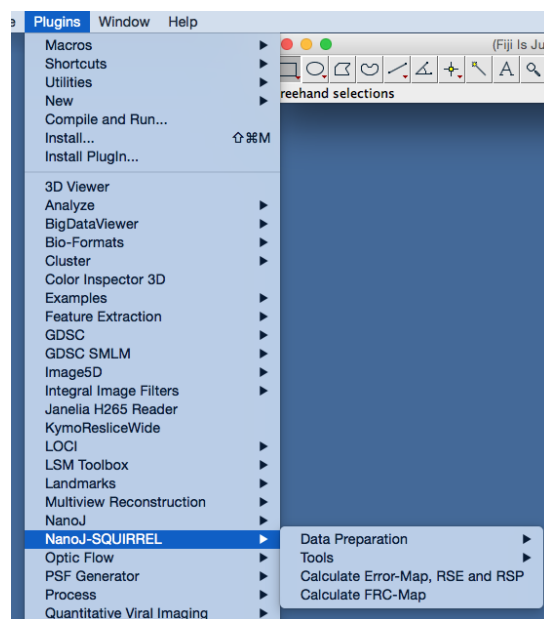 Plugins Window Help
(Fiji Is Ju
reehand selections
Macros
Shortcuts
Utilities
New
Compile and Run...
Install... ⇧⌘M
Install PlugIn...
3D Viewer
Analyze
BigDataViewer
Bio-Formats
Cluster
Color Inspector 3D
Examples
Feature Extraction
GDSC
GDSC SMLM
Image5D
Integral Image Filters
Janelia H265 Reader
KymoResliceWide
LOCI
LSM Toolbox
Landmarks
Multiview Reconstruction
NanoJ
NanoJ-SQUIRREL
Optic Flow
PSF Generator
Process
Quantitative Viral Imaging
Data Preparation
Tools
Calculate Error-Map, RSE and RSP
Calculate FRC-Map